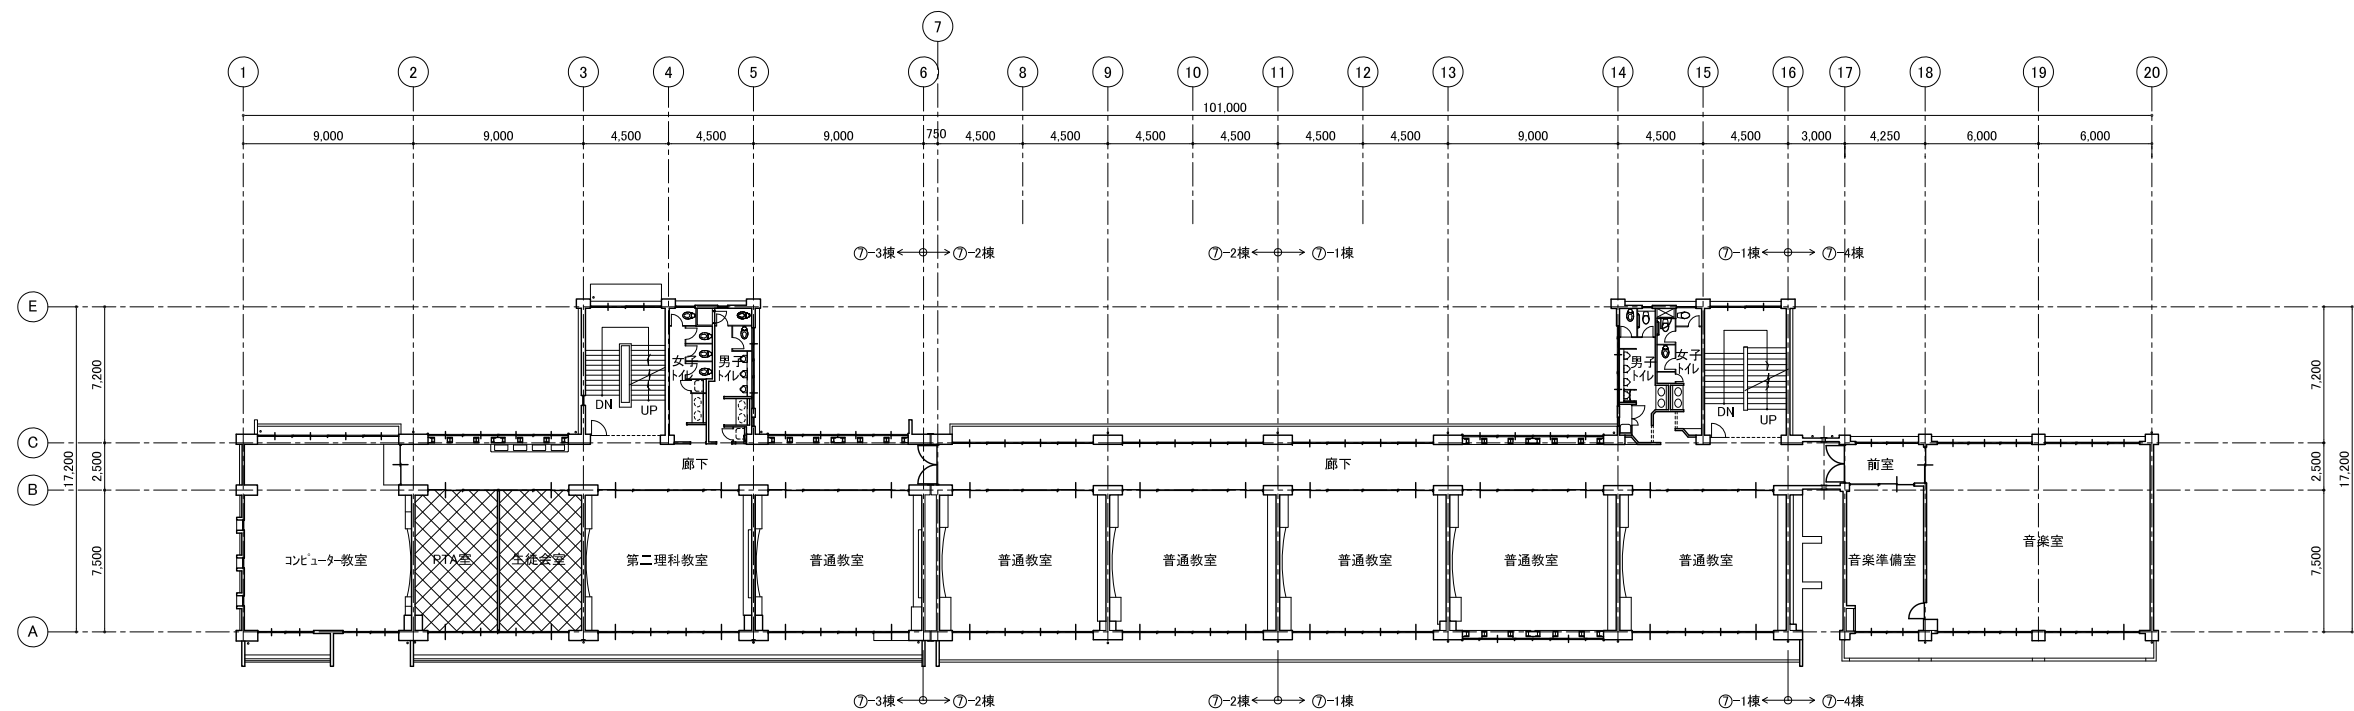 7
1 2 3 4 5 6 8 9 10 11 12 13 14 15 16 17 18 19 20
101,000
9,000 9,000 4,500 4,500 9,000 750 4,500 4,500 4,500 4,500 4,500 4,500 9,000 4,500 4,500 3,000 4,250 6,000 6,000
⑦-3棟 ⑦-2棟 ⑦-2棟 ⑦-1棟 ⑦-1棟 ⑦-4棟
E
7,200
女子
トイレ
男子
トイレ
男子
トイレ
女子
トイレ
7,200
DN UP
DN UP
C
17,200
2,500
廊下
廊下
前室
2,500
17,200
B
7,500
コンピューター教室
PTA室
生徒会室
第二理科教室
普通教室
普通教室
普通教室
普通教室
普通教室
普通教室
音楽準備室
音楽室
7,500
A
⑦-3棟 ⑦-2棟 ⑦-2棟 ⑦-1棟 ⑦-1棟 ⑦-4棟